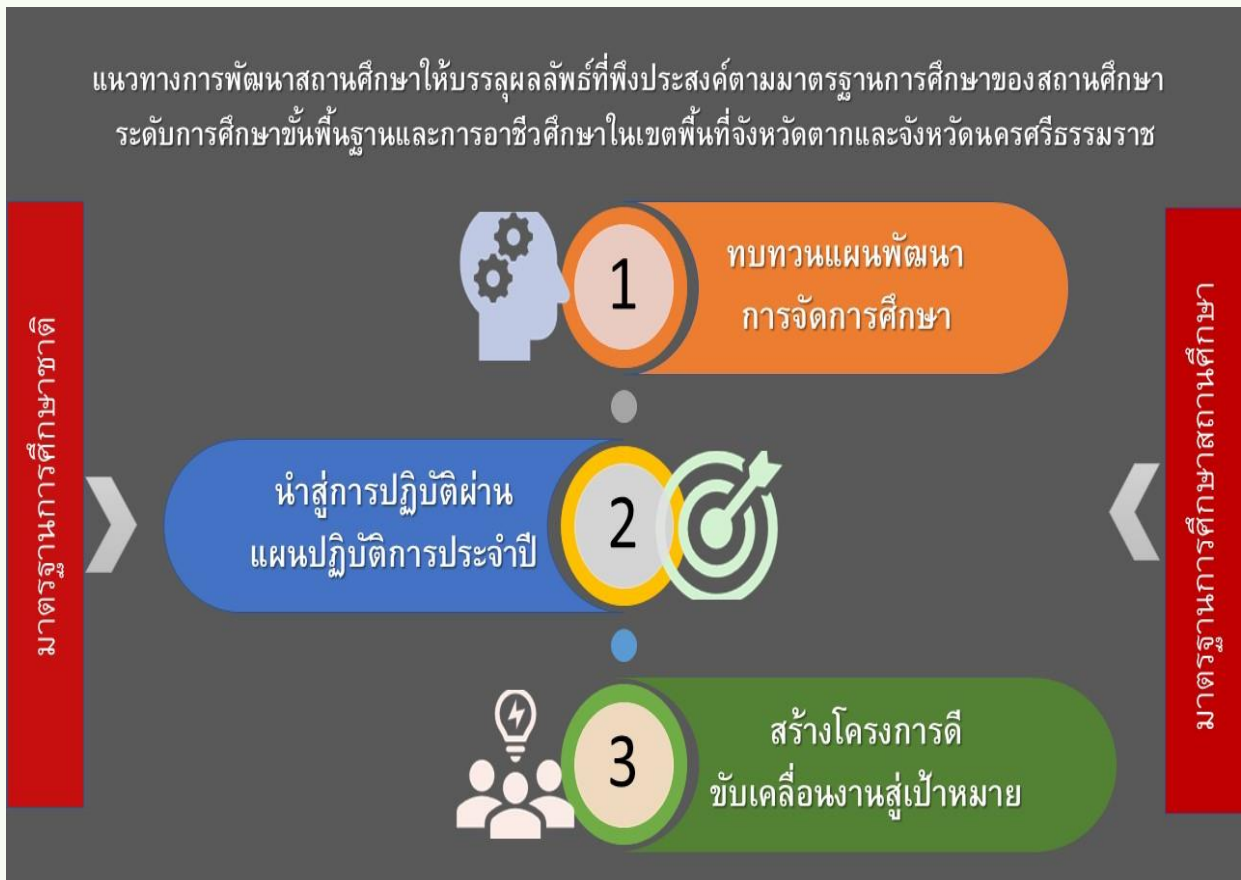 แนวทางการพัฒนาสถานศึกษาให้บรรลุผลลัพธ์ที่พึงประสงค์ตามมาตรฐานการศึกษาของสถานศึกษา
ระดับการศึกษาขั้นพื้นฐานและการอาชีวศึกษาในเขตพื้นที่จังหวัดตากและจังหวัดนครศรีธรรมราช
มาตรฐานการศึกษาชาติ
1
ทบทวนแผนพัฒนา
การจัดการศึกษา
นำสู่การปฏิบัติผ่าน
แผนปฏิบัติการประจำปี
2
3
สร้างโครงการดี
ขับเคลื่อนงานสู่เป้าหมาย
มาตรฐานการศึกษาสถานศึกษา